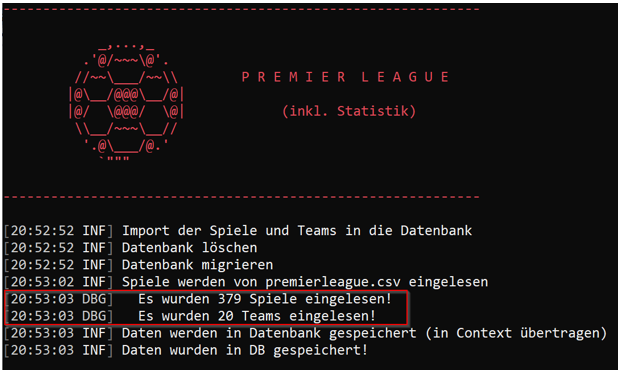 ------------------------------------------------------------
       _,...,_
     .'@/~~~\@'.
    //~~\___/~~\\
   |@\__/@@@\__/@|
   |@/  \@@@/  \@|
    \\__/~~~\__//
     '.@\___/@.'
       `"""
P R E M I E R   L E A G U E
(inkl. Statistik)
------------------------------------------------------------
[20:52:52 INF] Import der Spiele und Teams in die Datenbank
[20:52:52 INF] Datenbank löschen
[20:52:52 INF] Datenbank migrieren
[20:53:02 INF] Spiele werden von premierleague.csv eingelesen
[20:53:03 DBG]   Es wurden 379 Spiele eingelesen!
[20:53:03 DBG]   Es wurden 20 Teams eingelesen!
[20:53:03 INF] Daten werden in Datenbank gespeichert (in Context übertragen)
[20:53:03 INF] Daten wurden in DB gespeichert!